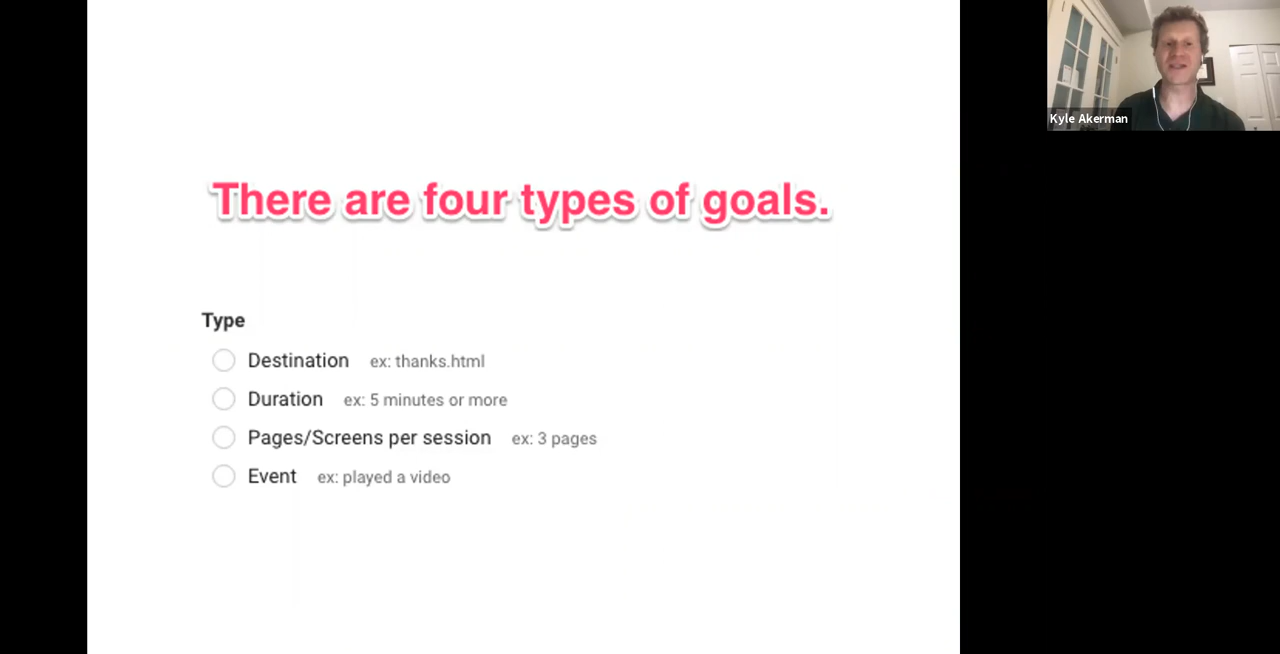 There are four types of goals.
Type
Destination ex: thanks.html
Duration ex: 5 minutes or more
Pages/Screens per session ex: 3 pages
Event ex: played a video
Kyle Akerman